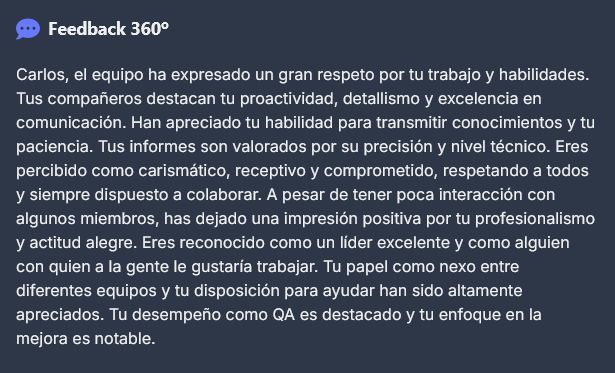 Feedback 360º
Carlos, el equipo ha expresado un gran respeto por tu trabajo y habilidades.
Tus compañeros destacan tu proactividad, detallismo y excelencia en
comunicación. Han apreciado tu habilidad para transmitir conocimientos y tu
paciencia. Tus informes son valorados por su precisión y nivel técnico. Eres
percibido como carismático, receptivo y comprometido, respetando a todos
y siempre dispuesto a colaborar. A pesar de tener poca interacción con
algunos miembros, has dejado una impresión positiva por tu profesionalismo
y actitud alegre. Eres reconocido como un líder excelente y como alguien
con quien a la gente le gustaría trabajar. Tu papel como nexo entre
diferentes equipos y tu disposición para ayudar han sido altamente
apreciados. Tu desempeño como QA es destacado y tu enfoque en la
mejora es notable.